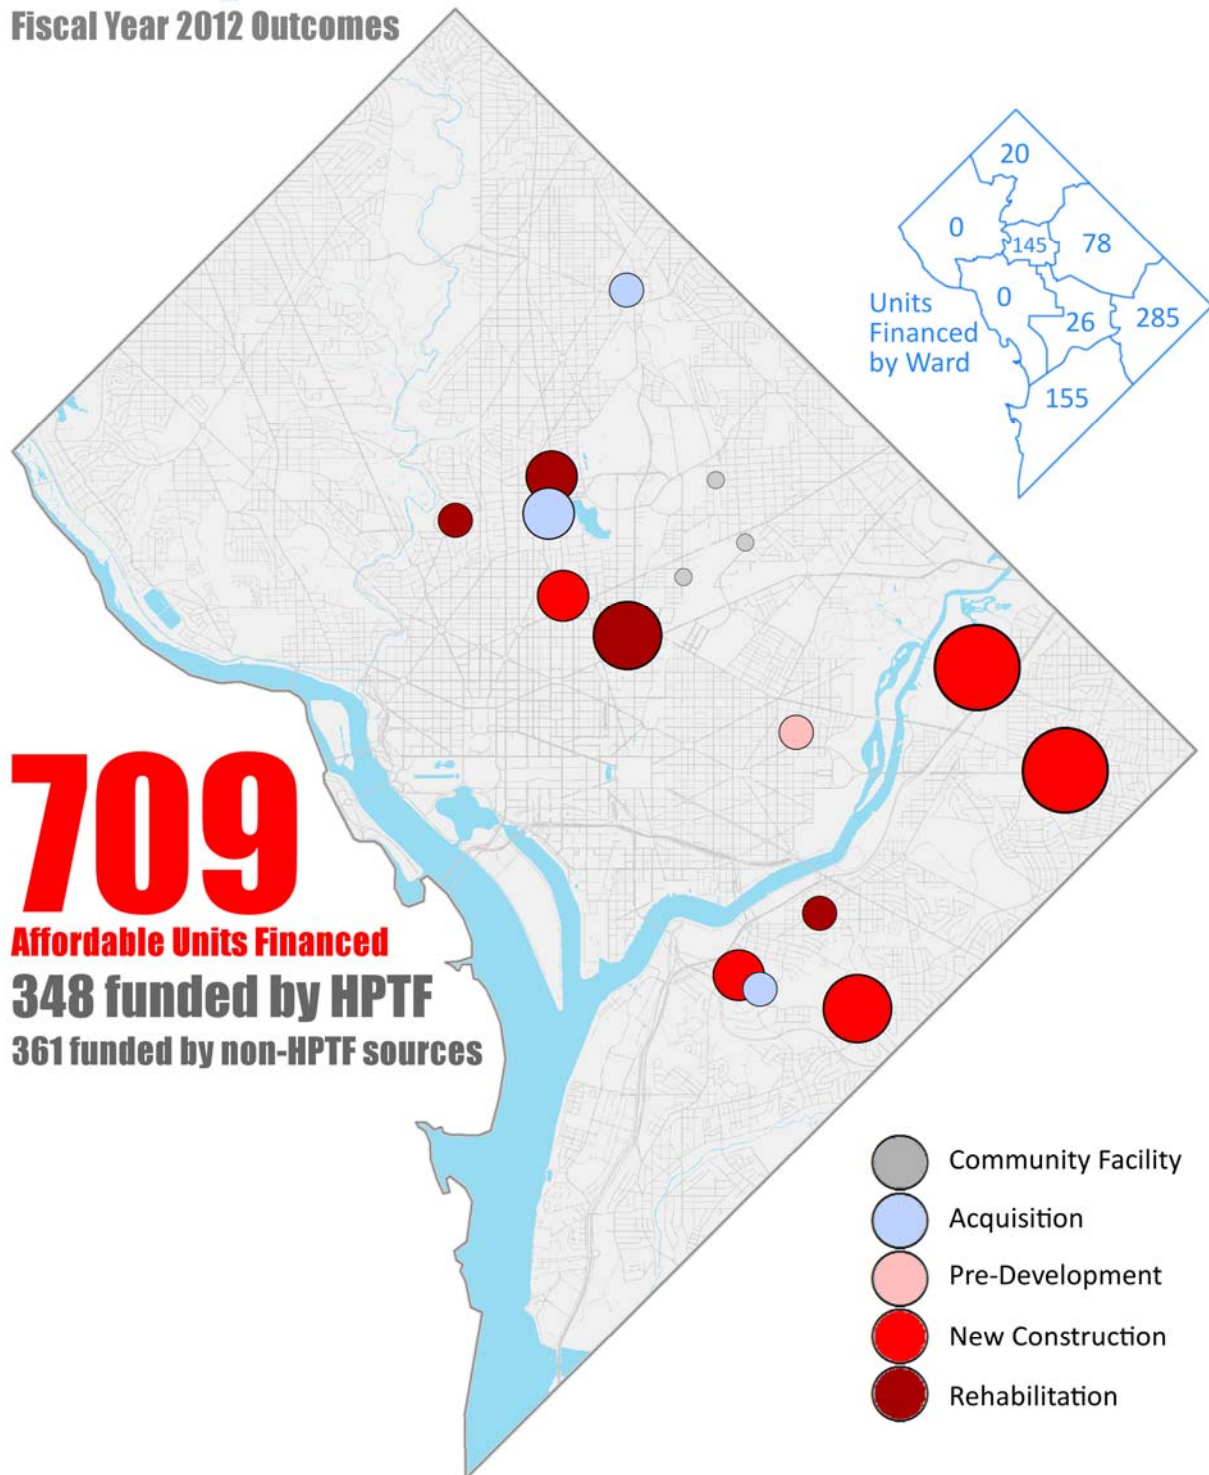 Fiscal Year 2012 Outcomes
20
0
145
78
0
26
285
155
Units
Financed
by Ward
709
Affordable Units Financed
348 funded by HPTF
361 funded by non-HPTF sources
Community Facility
Acquisition
Pre-Development
New Construction
Rehabilitation